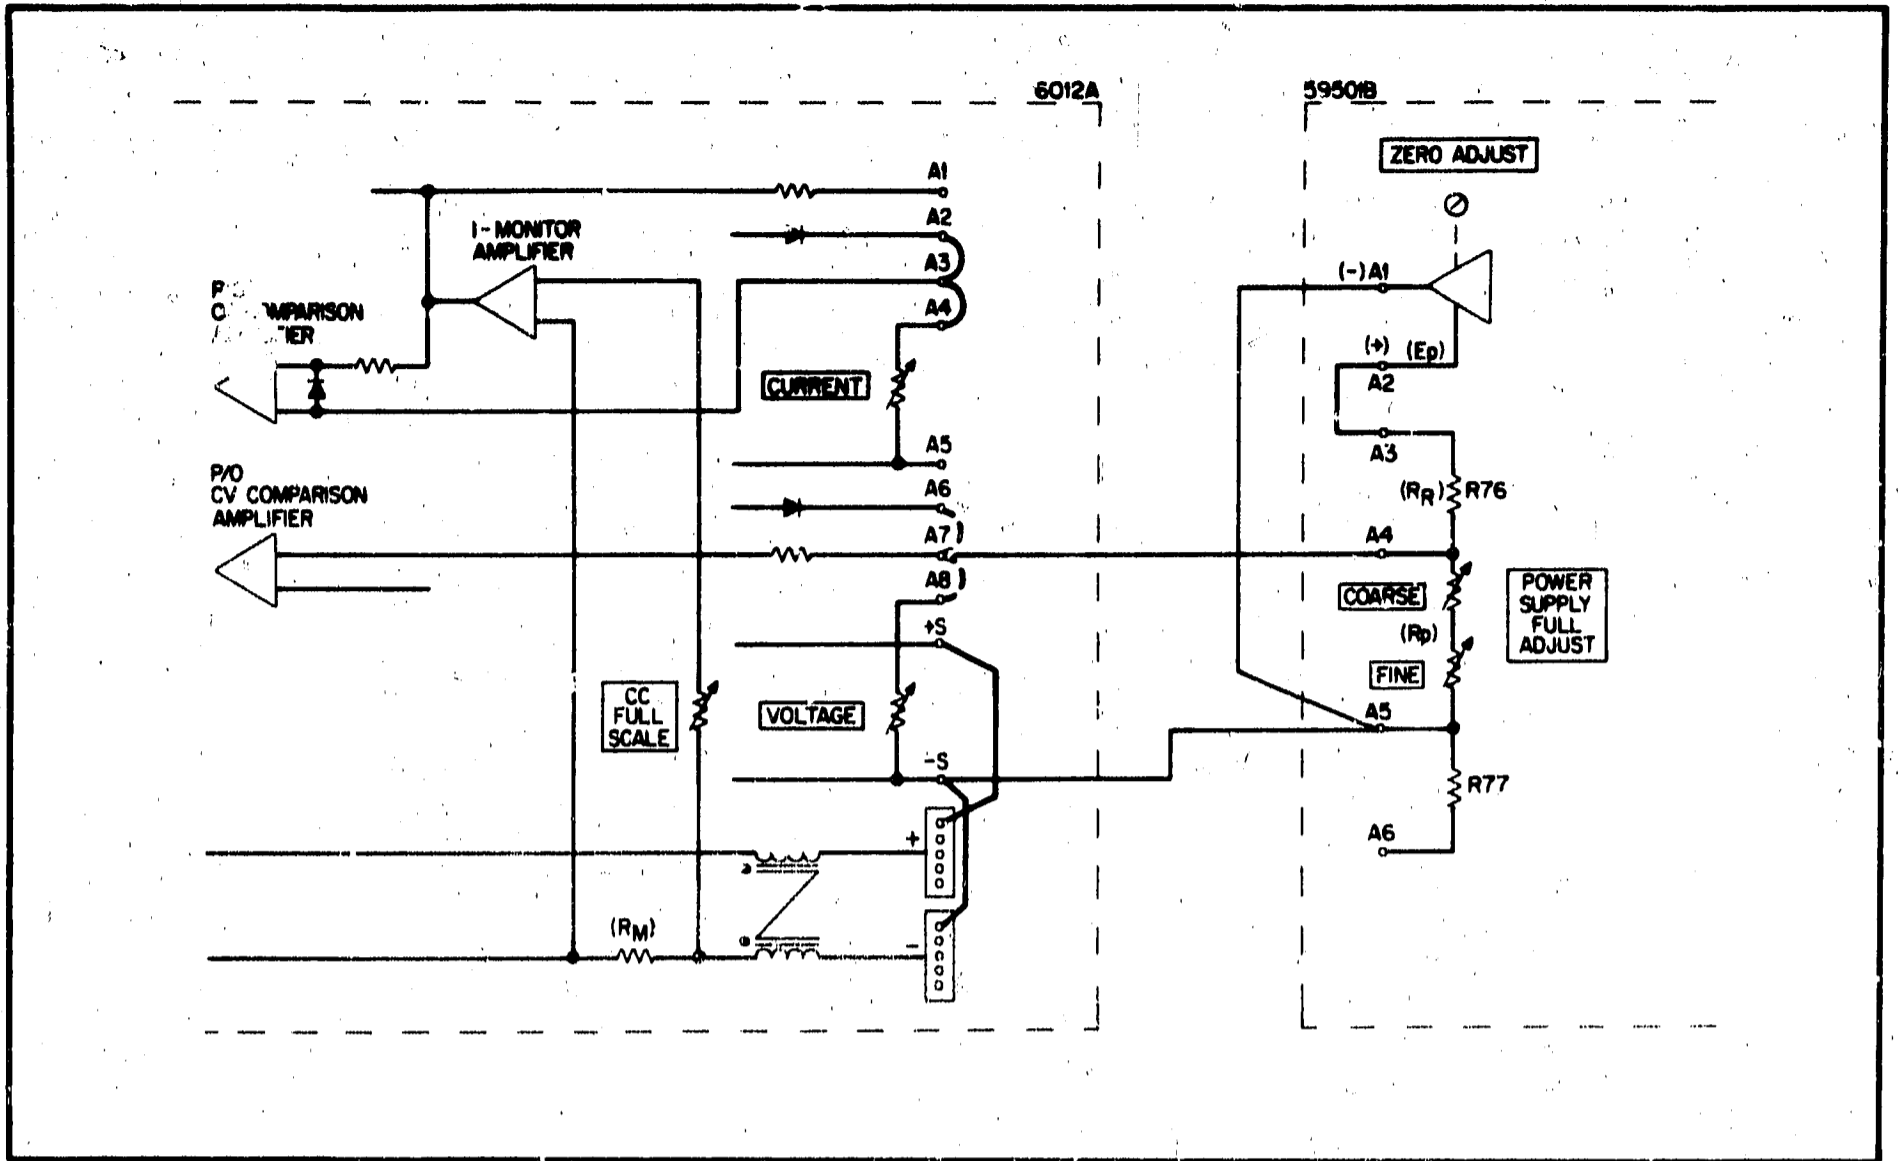 6012A
59501B
ZERO ADJUST
A1
A2
I-MONITOR
AMPLIFIER
A3
(-) A1
A4
P
C MPARISON
IER
(+) (Ep)
A2
CURRENT
A3
A5
P/O
CV COMPARISON
AMPLIFIER
A6
(RR) R76
A7
A4
A8
COARSE
POWER
SUPPLY
FULL
ADJUST
+S
(Rp)
FINE
CC
FULL
SCALE
VOLTAGE
A5
-S
R77
+
A6
(RM)
-